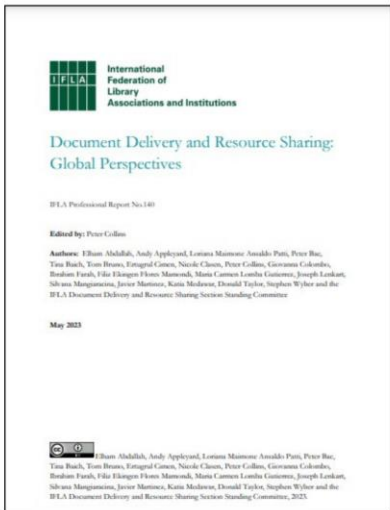 IFLA
International
Federation of
Library
Associations and Institutions
Document Delivery and Resource Sharing:
Global Perspectives
IFLA Professional Report No.140
Edited by: Peter Collins
Authors: Elham Abdullah, Andy Appleyard, Loriana Maimone Ansaldo Patti, Peter Bae,
Tina Baich, Tom Bruno, Ertugral Cimen, Nicole Clasen, Peter Collins, Giovanna Colombo,
Ibrahim Farah, Filiz Ekingen Flores Mamondi, Maria Carmen Lomba Gutierrez, Joseph Lenkart,
Silvana Mangiaracina, Javier Martinez, Katia Medawar, Donald Taylor, Stephen Wyber and the
IFLA Document Delivery and Resource Sharing Section Standing Committee
May 2023
Elham Abdullah, Andy Appleyard, Loriana Maimone Ansaldo Patti, Peter Bae,
Tina Baich, Tom Bruno, Ertugral Cimen, Nicole Clasen, Peter Collins, Giovanna Colombo,
Ibrahim Farah, Filiz Ekingen Flores Mamondi, Maria Carmen Lomba Gutierrez, Joseph Lenkart,
Silvana Mangiaracina, Javier Martinez, Katia Medawar, Donald Taylor, Stephen Wyber and the
IFLA Document Delivery and Resource Sharing Section Standing Committee, 2023.